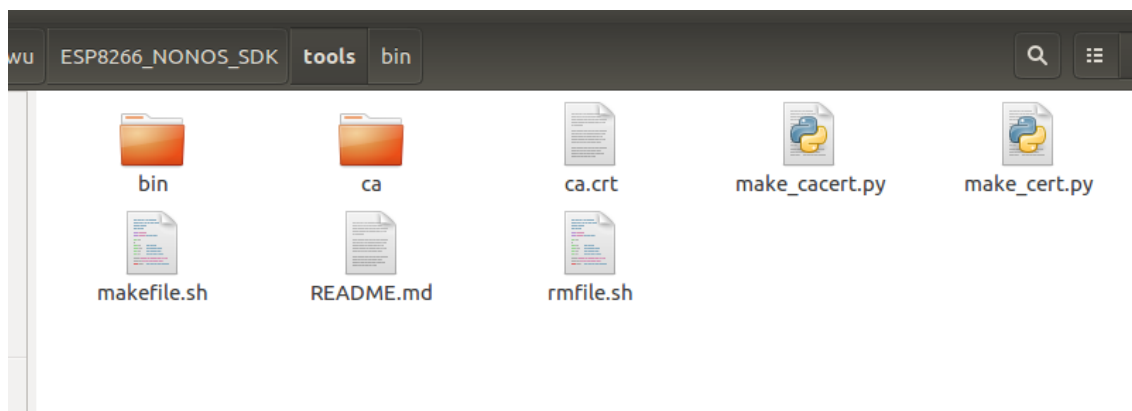 wu ESP8266_NONOS_SDK tools bin
bin ca ca.crt make_cacert.py make_cert.py
makefile.sh README.md rmfile.sh